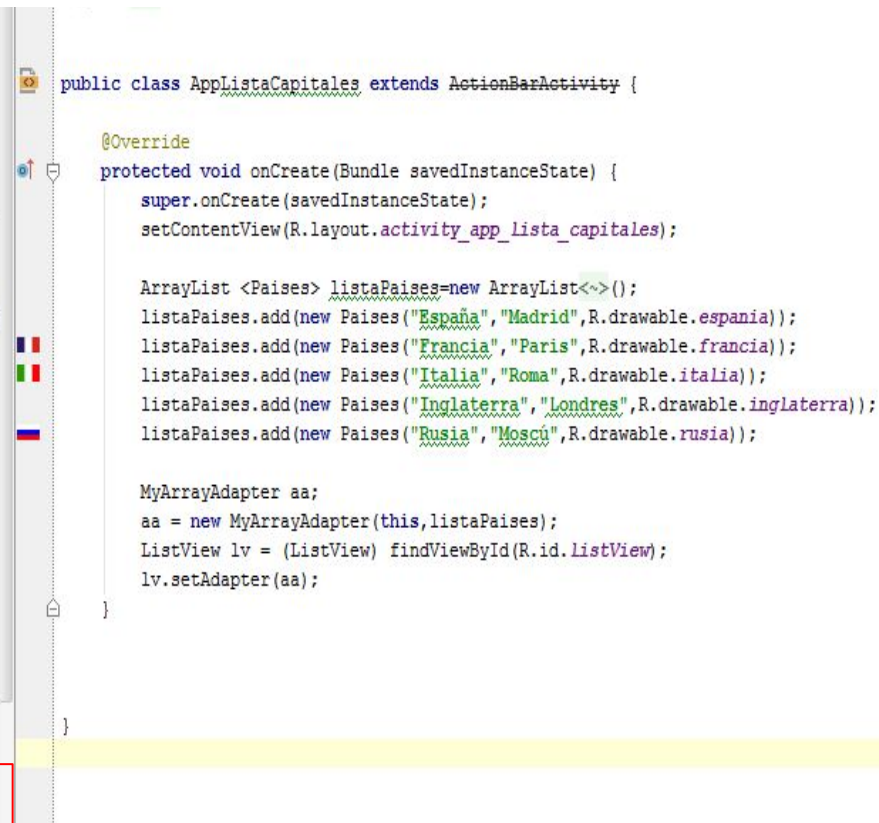 public class AppListaCapitales extends ActionBarActivity {
@Override
protected void onCreate(Bundle savedInstanceState) {
super.onCreate(savedInstanceState);
setContentView(R.layout.activity_app_lista_capitales);
ArrayList <Paises> listaPaises=new ArrayList<~>();
listaPaises.add(new Paises("España","Madrid",R.drawable.espania));
listaPaises.add(new Paises("Francia","Paris",R.drawable.francia));
listaPaises.add(new Paises("Italia","Roma",R.drawable.italia));
listaPaises.add(new Paises("Inglaterra","Londres",R.drawable.inglaterra));
listaPaises.add(new Paises("Rusia","Moscú",R.drawable.rusia));
MyArrayAdapter aa;
aa = new MyArrayAdapter(this,listaPaises);
ListView lv = (ListView) findViewById(R.id.listView);
lv.setAdapter(aa);
}
}